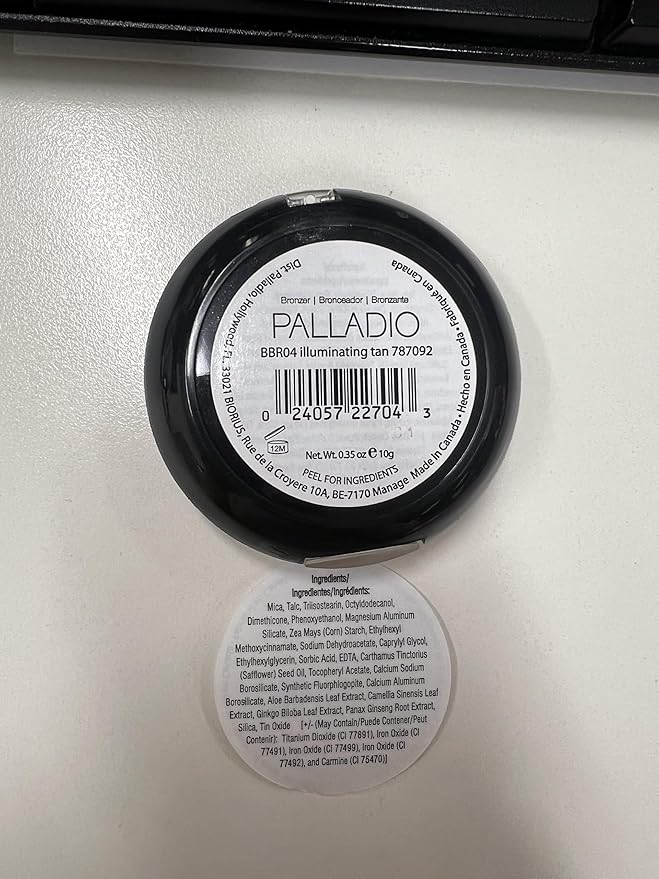 Bronzer | Bronceador | Bronzante
PALLADIO
BBR04 illuminating tan 787092
0 24057 22704 3
12M
Net. Wt. 0.35 oz e 10g
PEEL FOR INGREDIENTS
Dist. Palladio, Hollywood, FL 33021 BIORIUS, Rue de la Croyere 10A, BE-7170 Manage Made In Canada • Hecho en Canada • Fabriqué en Canada
Ingredients/
Ingredientes/Ingrédients:
Mica, Talc, Triisostearin, Octyldodecanol,
Dimethicone, Phenoxyethanol, Magnesium Aluminum
Silicate, Zea Mays (Corn) Starch, Ethylhexyl
Methoxycinnamate, Sodium Dehydroacetate, Caprylyl Glycol,
Ethylhexylglycerin, Sorbic Acid, EDTA, Carthamus Tinctorius
(Safflower) Seed Oil, Tocopheryl Acetate, Calcium Sodium
Borosilicate, Synthetic Fluorphlogopite, Calcium Aluminum
Borosilicate, Aloe Barbadensis Leaf Extract, Camellia Sinensis Leaf
Extract, Ginkgo Biloba Leaf Extract, Panax Ginseng Root Extract,
Silica, Tin Oxide [+/- (May Contain/Puede Contener/Peut
Contenir): Titanium Dioxide (CI 77891), Iron Oxide (CI
77491), Iron Oxide (CI 77499), Iron Oxide (CI
77492), and Carmine (CI 75470)]